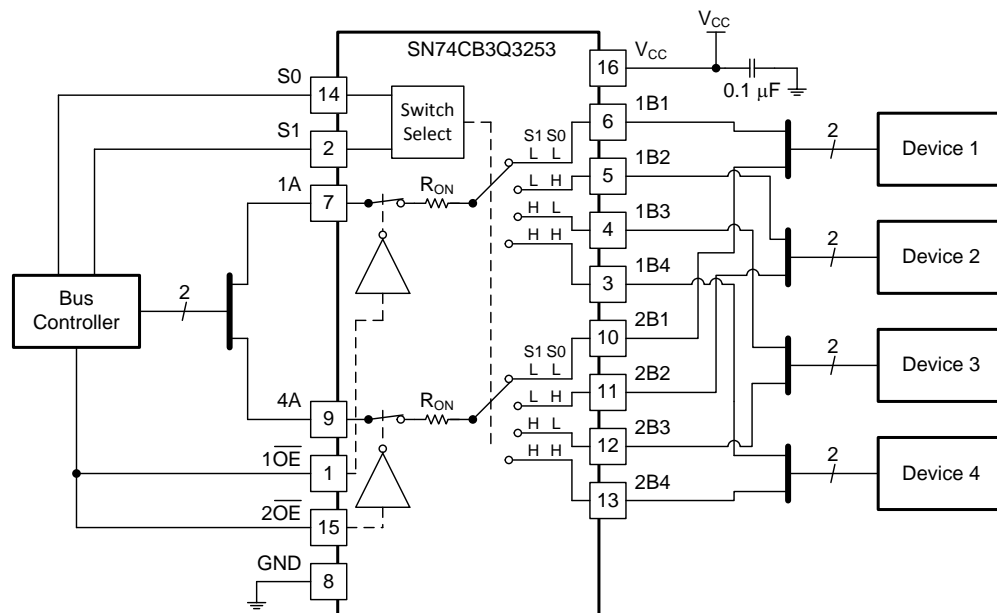 SN74CB3Q3253
VCC
VCC
16
0.1 µF
S0
14
S1
2
Switch
Select
1A
7
RON
S1 S0
L L
L H
H L
H H
6
1B1
5
1B2
4
1B3
3
1B4
2
Device 1
2
Device 2
Bus
Controller
2
10
2B1
11
2B2
12
2B3
13
2B4
S1 S0
L L
L H
H L
H H
2
Device 3
2
Device 4
4A
9
RON
1OE
1
2OE
15
GND
8